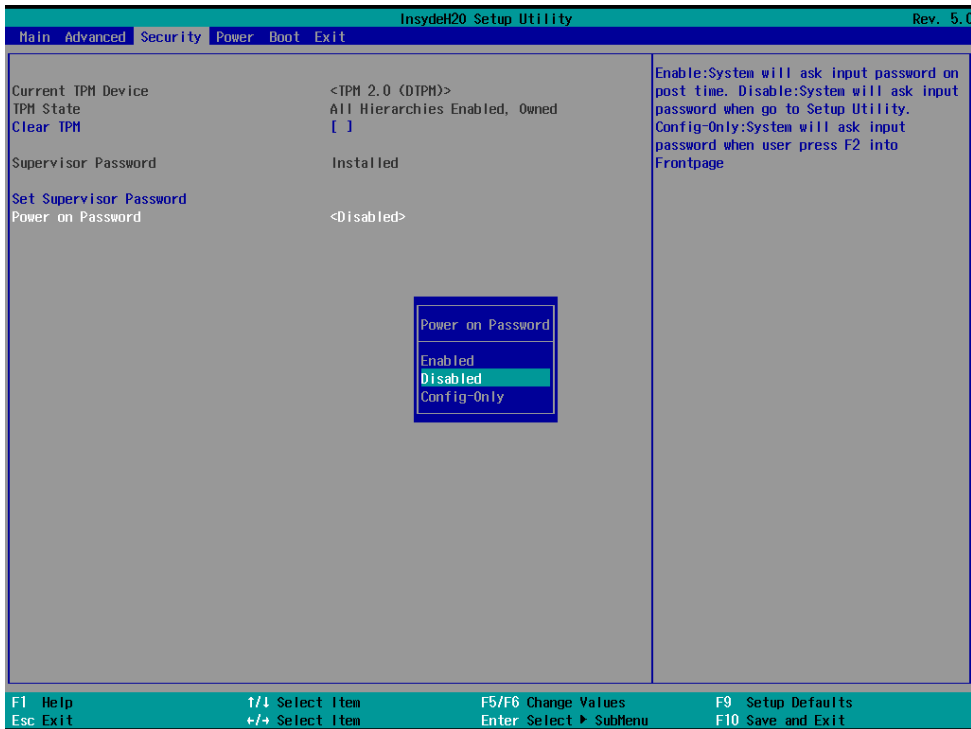 InsydeH20 Setup Utility Rev. 5.0
Main Advanced Security Power Boot Exit
Current TPM Device <TPM 2.0 (DTPM)>
TPM State All Hierarchies Enabled, Owned
Clear TPM [ ]
Supervisor Password Installed
Set Supervisor Password
Power on Password <Disabled>
Enable:System will ask input password on
post time. Disable:System will ask input
password when go to Setup Utility.
Config-Only:System will ask input
password when user press F2 into
Frontpage
Power on Password
Enabled
Disabled
Config-Only
F1 Help ↑/↓ Select Item F5/F6 Change Values F9 Setup Defaults
Esc Exit ←/→ Select Item Enter Select ▶ SubMenu F10 Save and Exit